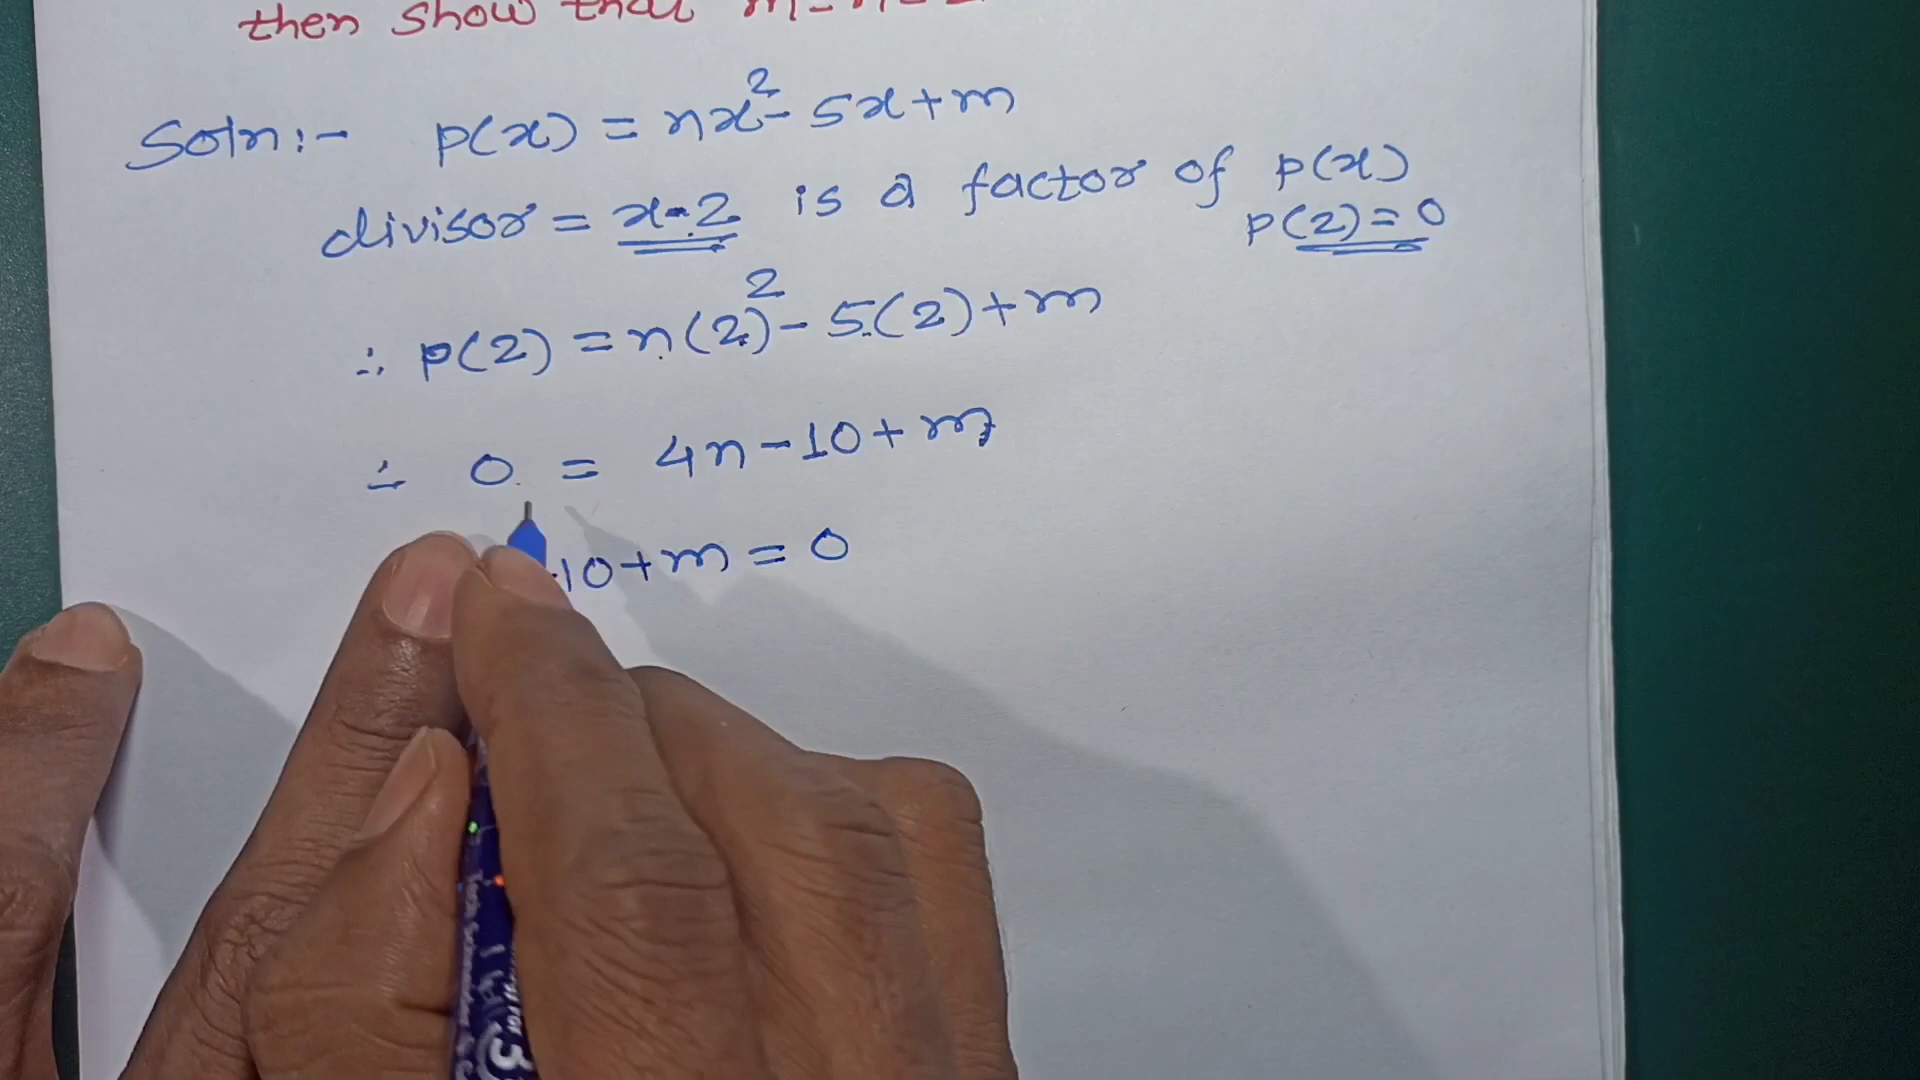 then show that m = n = 2
Soln:- p(x) = nx² - 5x + m
divisor = x-2 is a factor of p(x)
p(2) = 0
∴ p(2) = n(2)² - 5(2) + m
∴ 0 = 4n - 10 + m
10 + m = 0